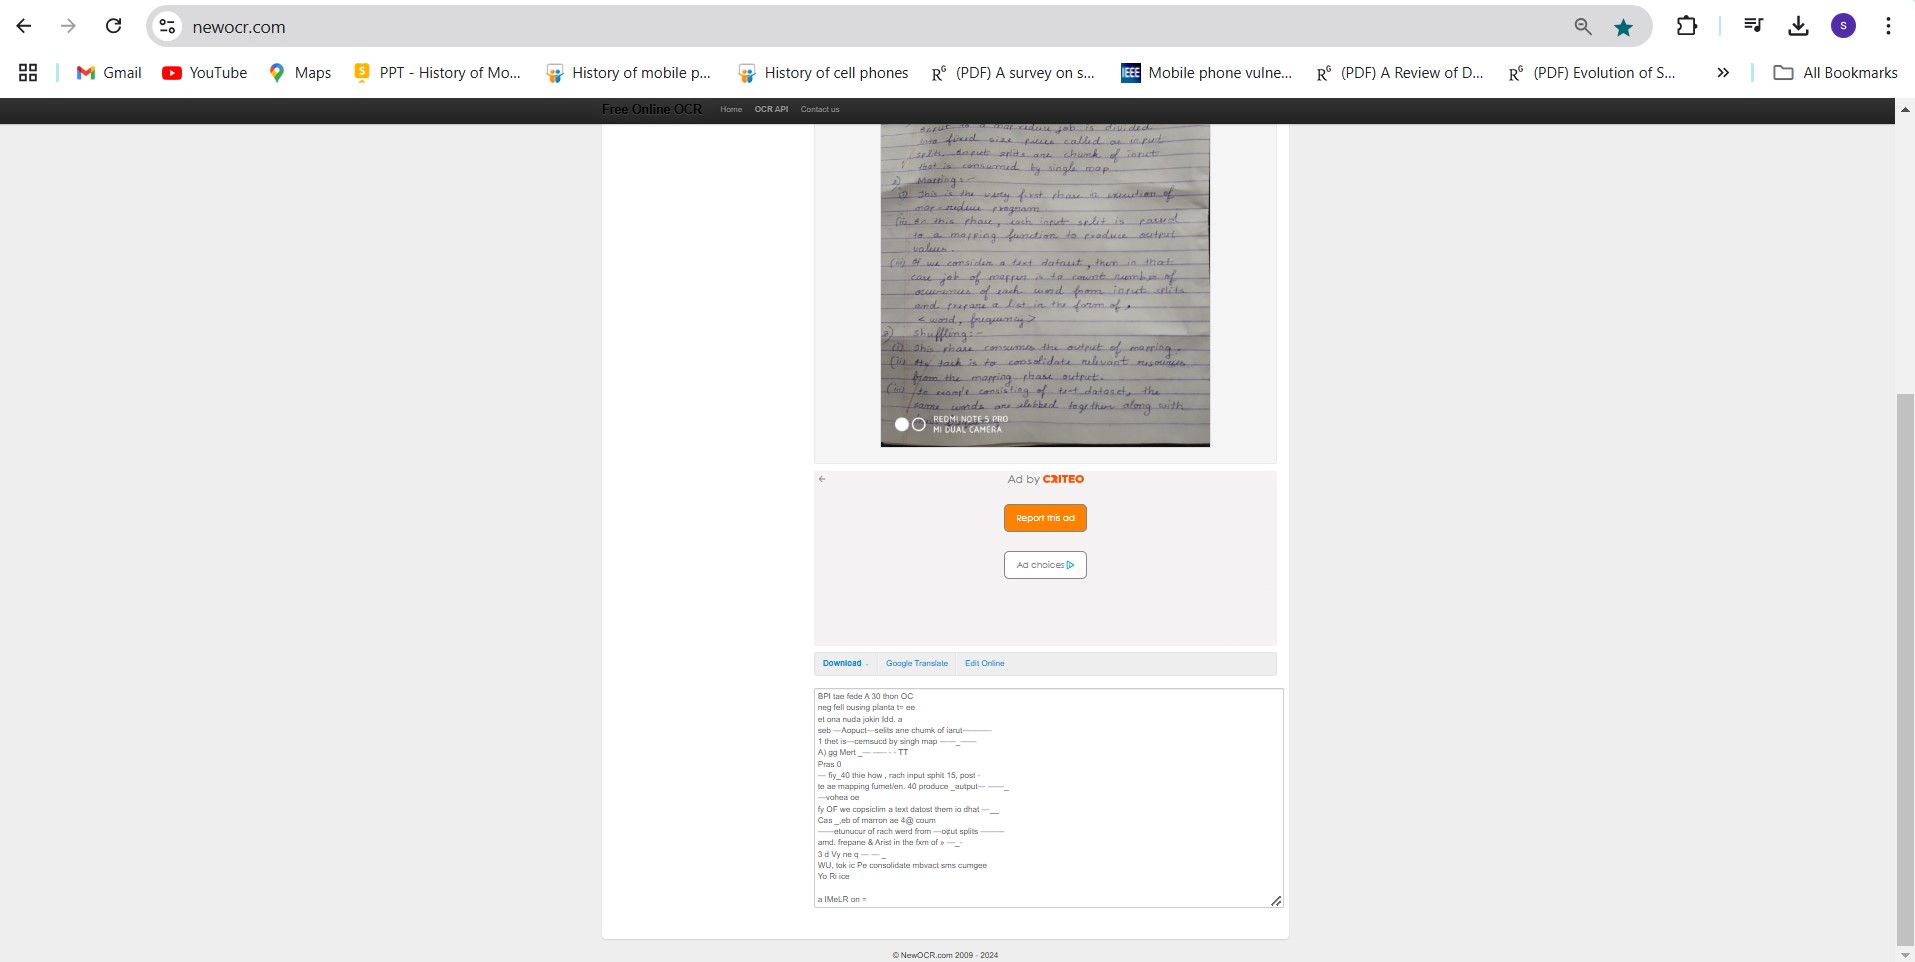 newocr.com
S
Gmail
YouTube
Maps
PPT - History of Mo...
History of mobile p...
History of cell phones
(PDF) A survey on s...
Mobile phone vulne...
(PDF) A Review of D...
(PDF) Evolution of S...
All Bookmarks
Free Online OCR Home OCR API Contact us
input to a map reduce job is divided
into fixed size pieces called as input
split. Input splits are chunk of input
that is consumed by single map
2) Mapping:-
(i) This is the very first phase in execution of
map-reduce program
(ii) In this phase, each input split is passed
to a mapping function to produce output
values.
(iii) If we consider a text dataset, then in that
case job of mapper is to count number of
occurrences of each word from input splits
and prepare a list in the form of,
< word, frequency >
3) Shuffling:-
(i) This phase consumes the output of mapping.
(ii) Its task is to consolidate relevant resources
from the mapping phase output.
(iii) In example consisting of text dataset, the
same words are clubbed together along with
REDMI NOTE 5 PRO
MI DUAL CAMERA
Ad by CRITEO
Report this ad
Ad choices
Download Google Translate Edit Online
BPI tae fede A 30 thon OC
neg fell ousing planta t= ee
et ona nuda jokin Idd. a
seb —Aopuct—selits ane chumk of iarut———-
1 thet is—cemsucd by singh map ——_——
A) gg Mert _— —- - - TT
Pras 0
— fiy_40 thie how , rach input sphit 15, post -
te ae mapping fumet/en. 40 produce _autput— ——_
—vohea oe
fy OF we copsiclim a text datost them io dhat —__
Cas _,eb of marron ae 4@ coum
——etunucur of rach werd from —o¢ut splits ———
amd. frepane & Arist in the fxm of » —_-
3 d Vy ne q — — _
WU, tok ic Pe consolidate mbvact sms cumgee
Yo Ri ice
a IMeLR on =
© NewOCR.com 2009 - 2024